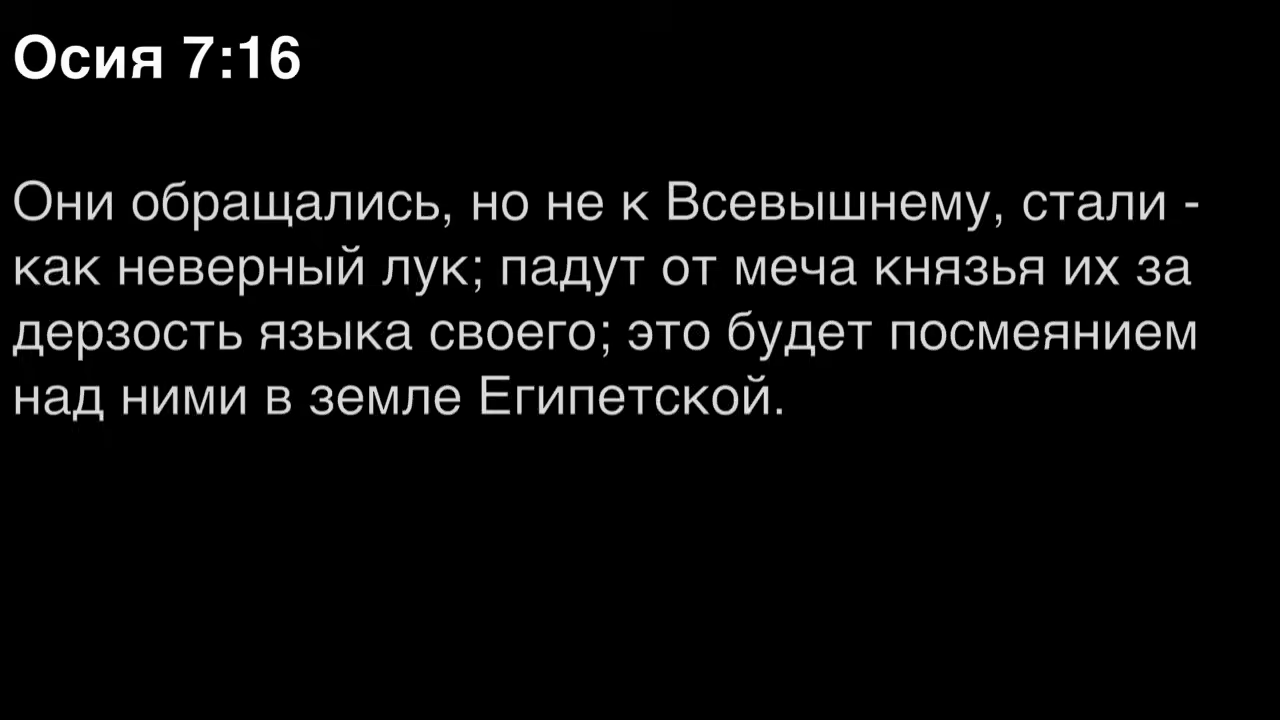 Осия 7:16
Они обращались, но не к Всевышнему, стали -
как неверный лук; падут от меча князья их за
дерзость языка своего; это будет посмеянием
над ними в земле Египетской.